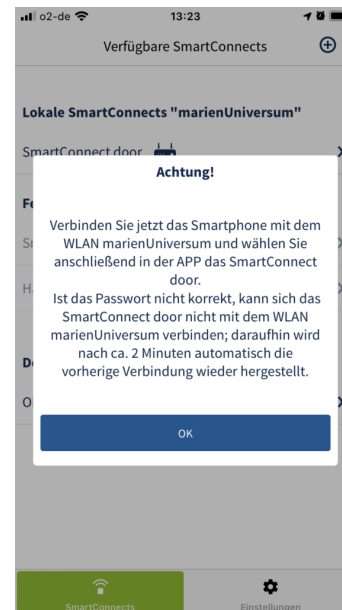 o2-de
13:23
Verfügbare SmartConnects
Lokale SmartConnects "marienUniversum"
SmartConnect door
Achtung!
Fe
Verbinden Sie jetzt das Smartphone mit dem
WLAN marienUniversum und wählen Sie
anschließend in der APP das SmartConnect
door.
Ist das Passwort nicht korrekt, kann sich das
SmartConnect door nicht mit dem WLAN
marienUniversum verbinden; daraufhin wird
nach ca. 2 Minuten automatisch die
vorherige Verbindung wieder hergestellt.
OK
SmartConnects
Einstellungen